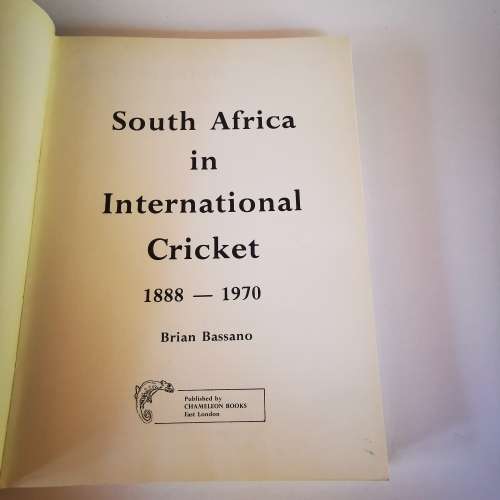 South Africa
in
International
Cricket
1888 — 1970
Brian Bassano
Published by
CHAMELEON BOOKS
East London